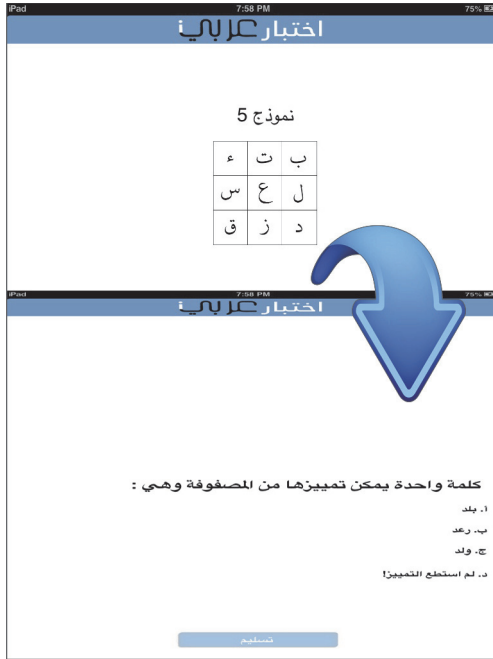 iPad 7:58 PM 75%
اختبار عربي i
نموذج 5
ب ت ء
ل ع س
د ز ق
iPad 7:58 PM 75%
اختبار عربي i
كلمة واحدة يمكن تمييزها من المصفوفة وهي :
أ. بلد
ب. رعد
ج. ولد
د. لم استطع التمييز!
تسليم